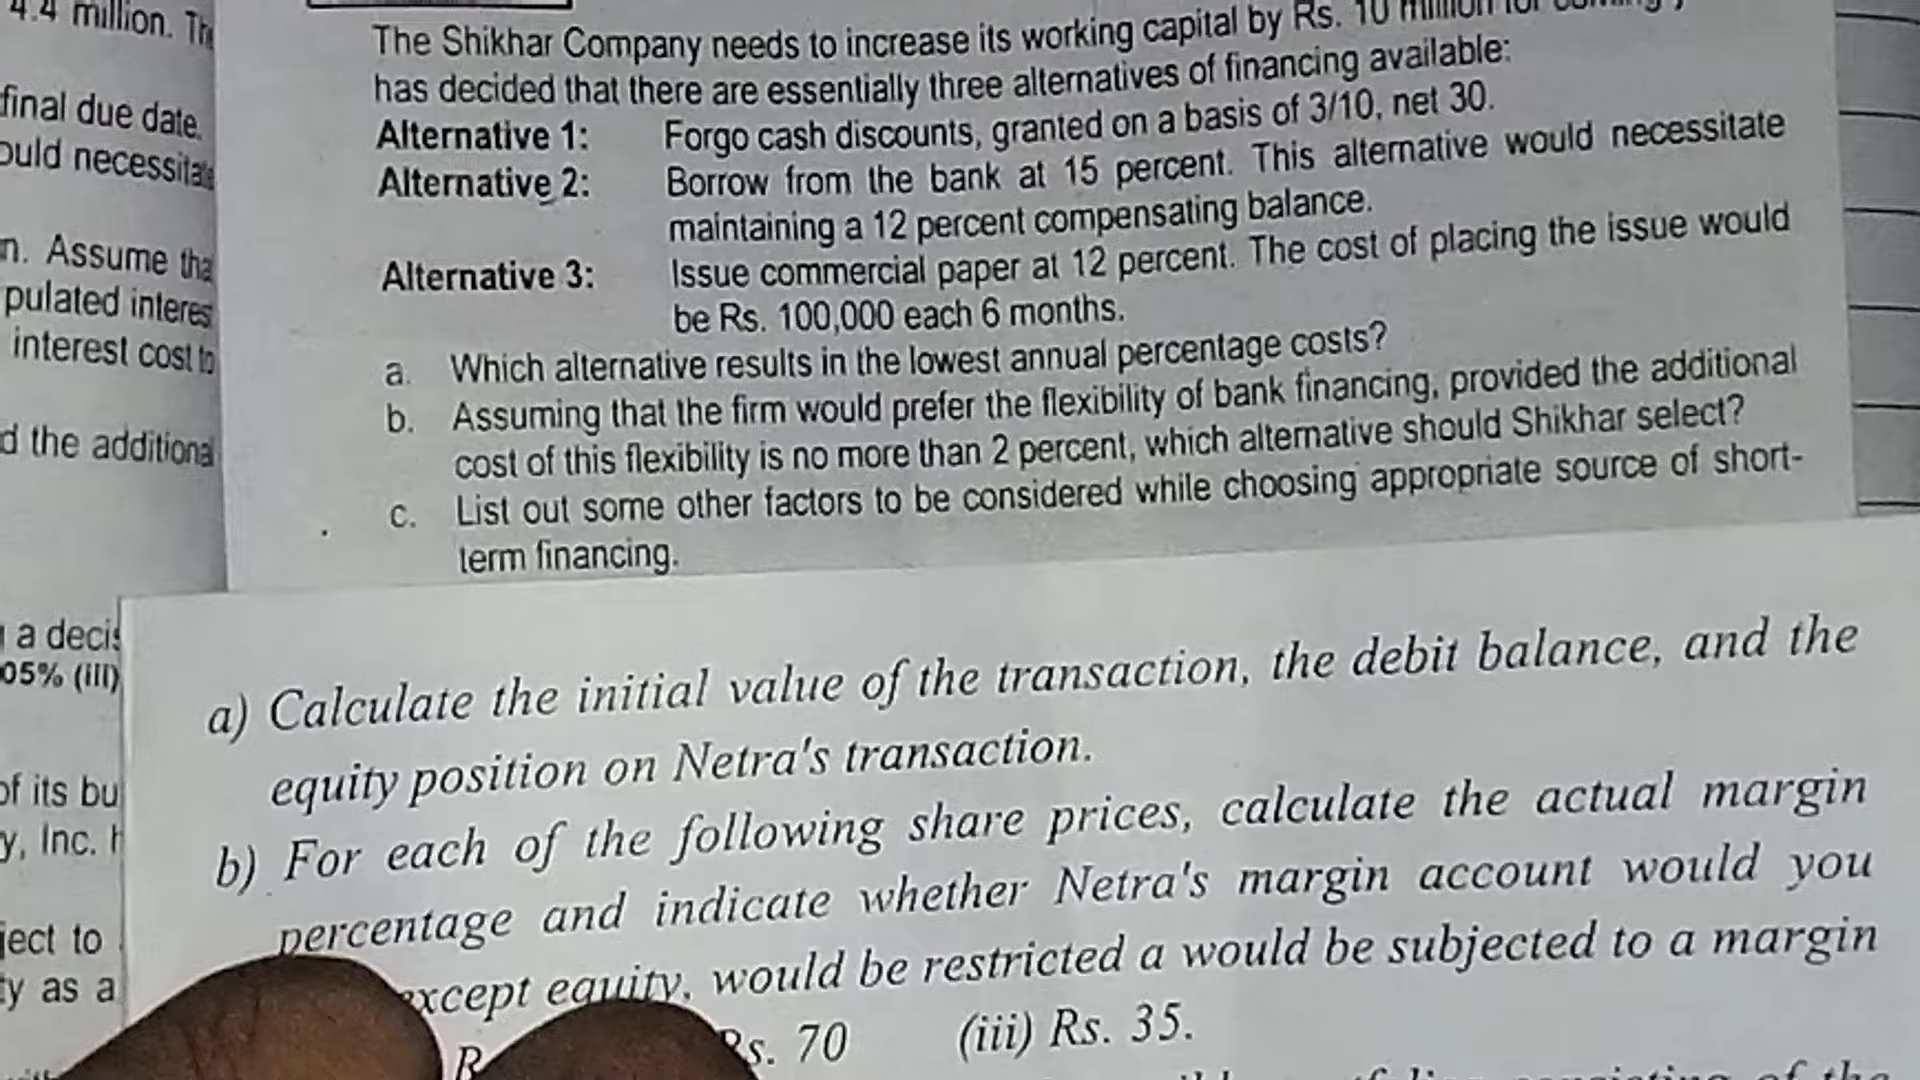 4.4 million.
final due date.
n. Assume
d the additional
The Shikhar Company needs to increase its working capital by Rs. 10 million for
has decided that there are essentially three alternatives of financing available:
Alternative 1: Forgo cash discounts, granted on a basis of 3/10, net 30.
Alternative 2: Borrow from the bank at 15 percent. This alternative would necessitate
maintaining a 12 percent compensating balance.
Alternative 3: Issue commercial paper at 12 percent. The cost of placing the issue would
be Rs. 100,000 each 6 months.
a. Which alternative results in the lowest annual percentage costs?
b. Assuming that the firm would prefer the flexibility of bank financing, provided the additional
cost of this flexibility is no more than 2 percent, which alternative should Shikhar select?
c. List out some other factors to be considered while choosing appropriate source of short-
term financing.
interest cost to
a
05% (iii)
of its
y, Inc.
ject to
ty as a
a) Calculate the initial value of the transaction, the debit balance, and the
equity position on Netra's transaction.
b) For each of the following share prices, calculate the actual margin
percentage and indicate whether Netra's margin account would you
except equity, would be restricted a would be subjected to a margin
Rs. 70 (iii) Rs. 35.
of the